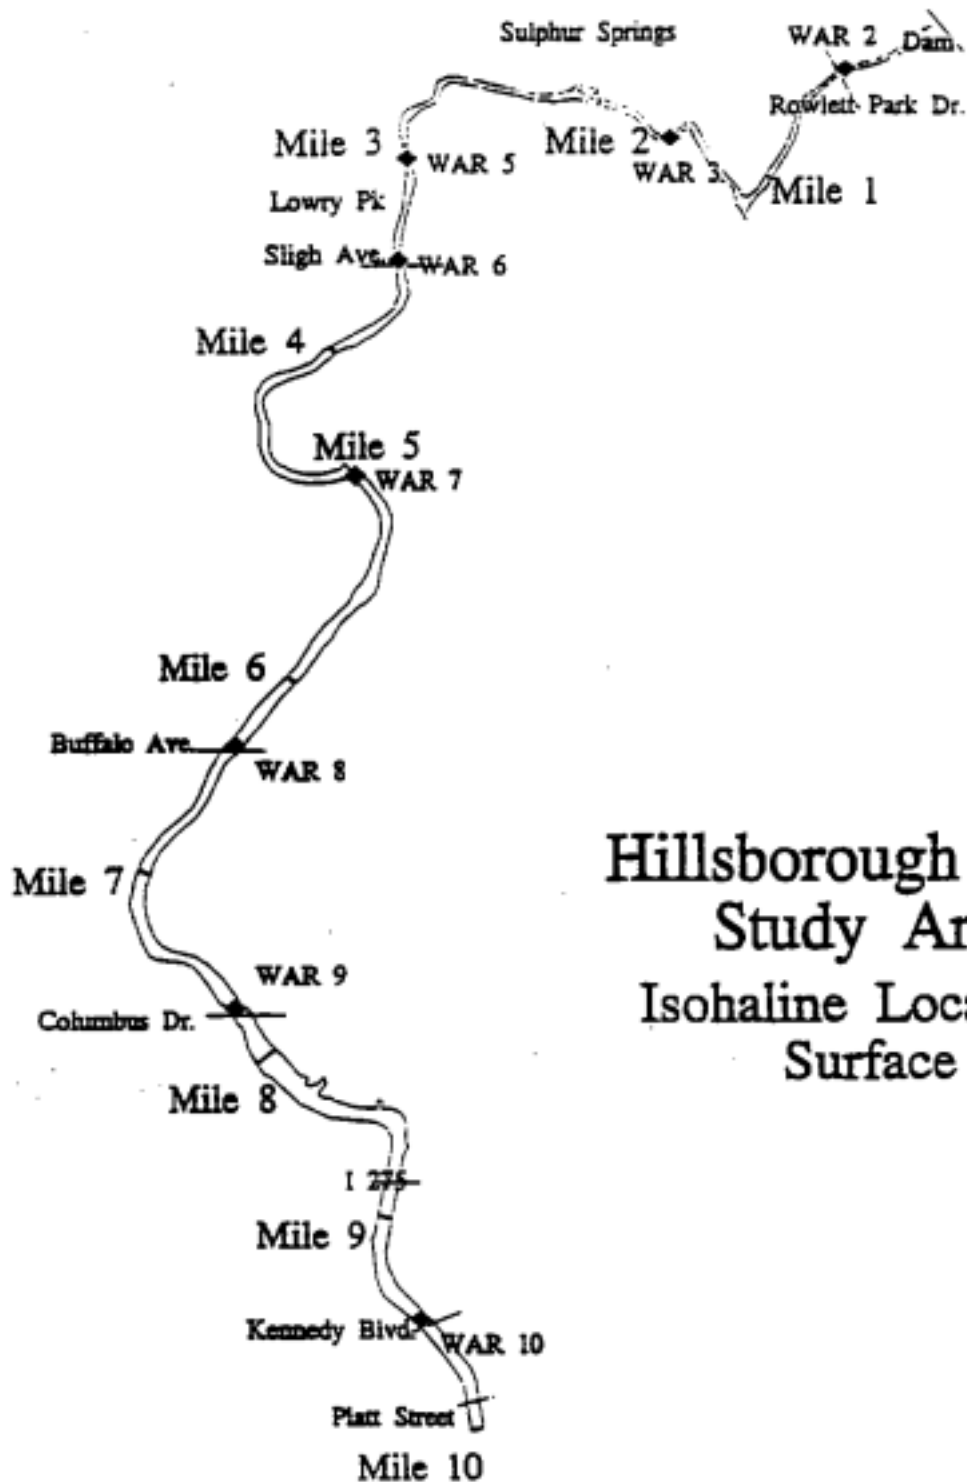 Sulphur Springs
WAR 2
Dam
Rowlett Park Dr.
Mile 3
WAR 5
Mile 2
WAR 3
Mile 1
Lowry Pk
Sligh Ave.
WAR 6
Mile 4
Mile 5
WAR 7
Mile 6
Buffalo Ave.
WAR 8
Mile 7
Hillsborough
Study Ar
Isohaline Loca
Surface
WAR 9
Columbus Dr.
Mile 8
I 275
Mile 9
Kennedy Blvd.
WAR 10
Platt Street
Mile 10